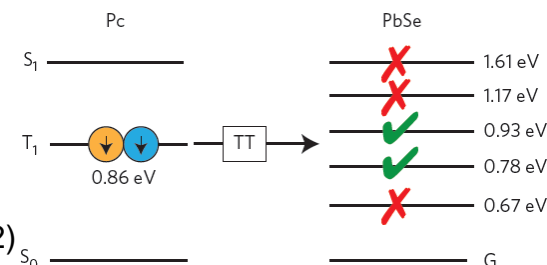 Pc PbSe
S1 1.61 eV
1.17 eV
T1 TT 0.93 eV
0.86 eV 0.78 eV
0.67 eV
2)
S0 G